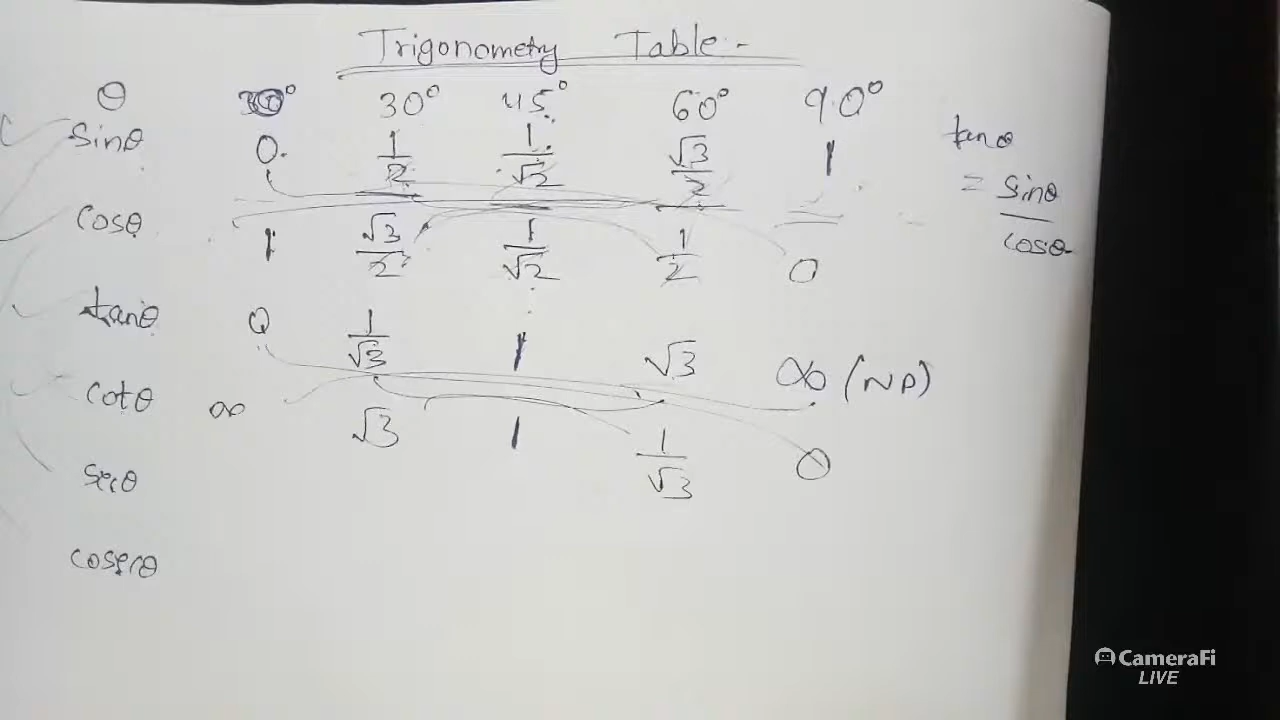 Trigonometry Table -
θ 30° 45° 60° 90°
sinθ 0 1/2 1/√2 √3/2 1
cosθ 1 √3/2 1/√2 1/2 0
tanθ 0 1/√3 1 √3 ∞ (ND)
cotθ ∞ √3 1 1/√3 0
secθ
cosecθ
tanθ
= sinθ/cosθ
CameraFi
LIVE